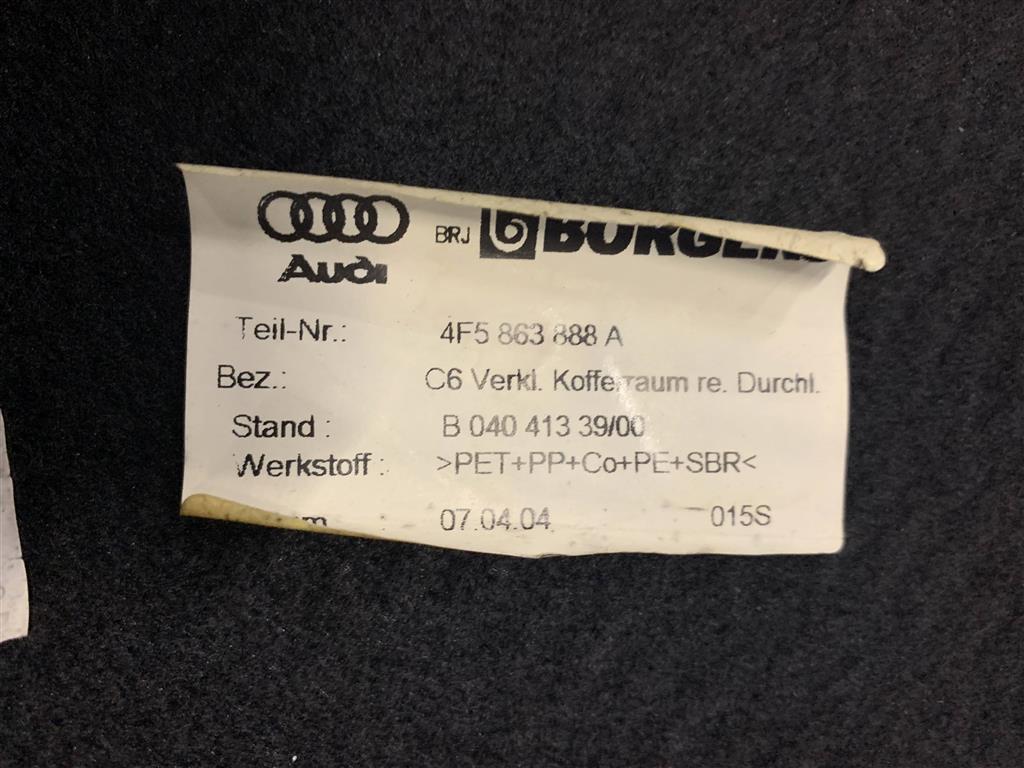 Audi
BRJ
Teil-Nr.: 4F5 863 888 A
Bez.: C6 Verkl. Kofferraum re. Durchl.
Stand : B 040 413 39/00
Werkstoff : >PET+PP+Co+PE+SBR<
07.04.04 015S